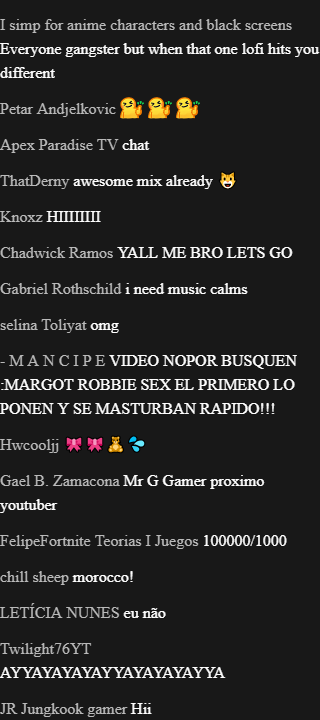 I simp for anime characters and black screens
Everyone gangster but when that one lofi hits you
different
Petar Andjelkovic
Apex Paradise TV chat
ThatDerny awesome mix already 😺
Knoxz HIIIIIIII
Chadwick Ramos YALL ME BRO LETS GO
Gabriel Rothschild i need music calms
selina Toliyat omg
- M A N C I P E VIDEO NOPOR BUSQUEN
:MARGOT ROBBIE SEX EL PRIMERO LO
PONEN Y SE MASTURBAN RAPIDO!!!
Hwcooljj 🎀 🎀 🧸 💦
Gael B. Zamacona Mr G Gamer proximo
youtuber
FelipeFortnite Teorias I Juegos 100000/1000
chill sheep morocco!
LETÍCIA NUNES eu não
Twilight76YT
AYYAYAYAYAYYAYAYAYAYYA
JR Jungkook gamer Hii